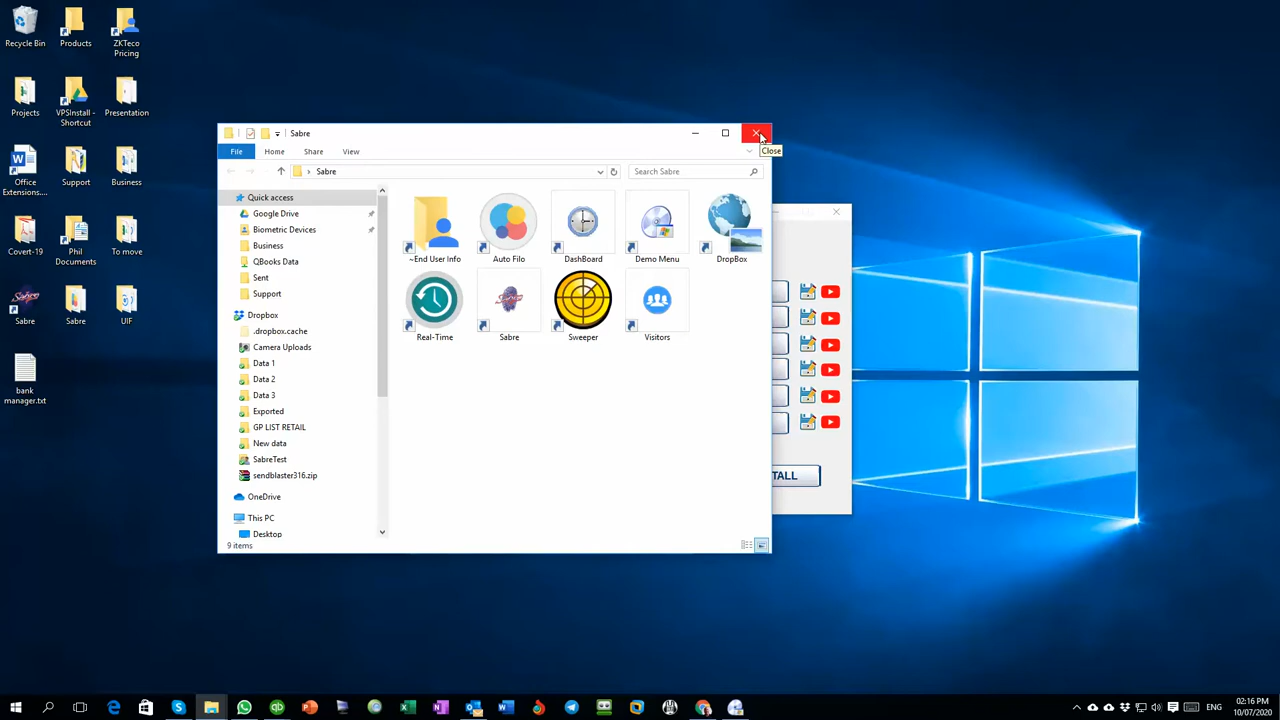 Recycle Bin
Products
ZKTeco
Pricing
Projects
VPSInstall -
Shortcut
Presentation
Office
Extensions....
Support
Business
Covert-19
Phil
Documents
To move
Sabre
Sabre
UIF
bank
manager.txt
Sabre
Close
File
Home
Share
View
Sabre
Search Sabre
Quick access
Google Drive
Biometric Devices
Business
QBooks Data
Sent
Support
Dropbox
.dropbox.cache
Camera Uploads
Data 1
Data 2
Data 3
Exported
GP LIST RETAIL
New data
SabreTest
sendblaster316.zip
OneDrive
This PC
Desktop
~End User Info
Auto Filo
DashBoard
Demo Menu
DropBox
Real-Time
Sabre
Sweeper
Visitors
9 items
TALL
ENG
02:16 PM
10/07/2020